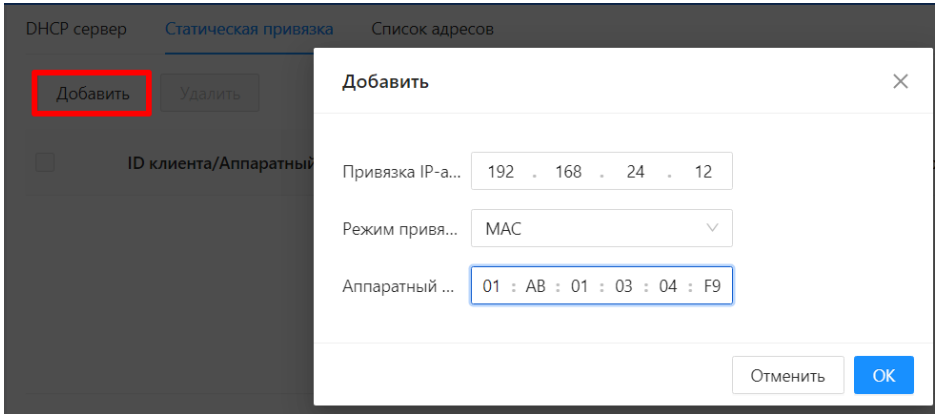 DHCP сервер Статическая привязка Список адресов
Добавить Удалить
ID клиента/Аппаратный
Добавить
Привязка IP-а... 192 . 168 . 24 . 12
Режим привя... MAC
Аппаратный ... 01 : AB : 01 : 03 : 04 : F9
Отменить OK